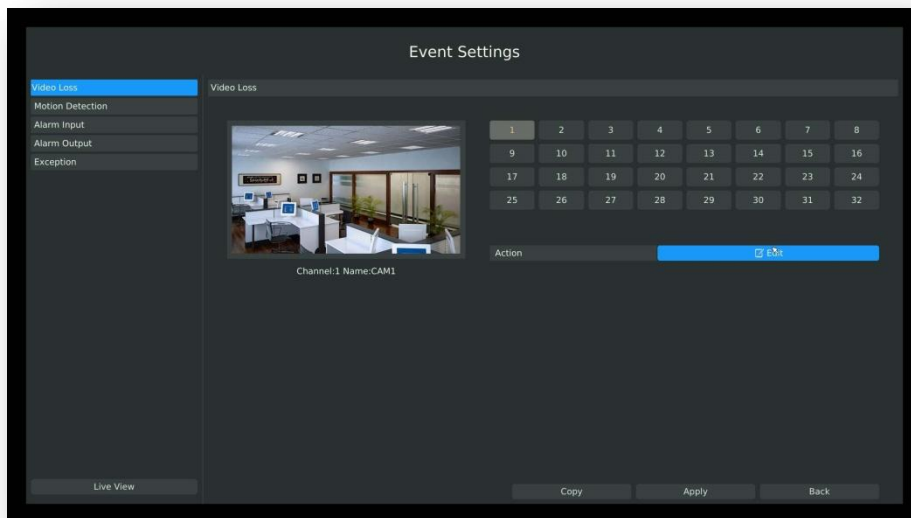 Event Settings
Video Loss
Motion Detection
Alarm Input
Alarm Output
Exception
Live View
Video Loss
Channel:1 Name:CAM1
1 2 3 4 5 6 7 8
9 10 11 12 13 14 15 16
17 18 19 20 21 22 23 24
25 26 27 28 29 30 31 32
Action Edit
Copy Apply Back